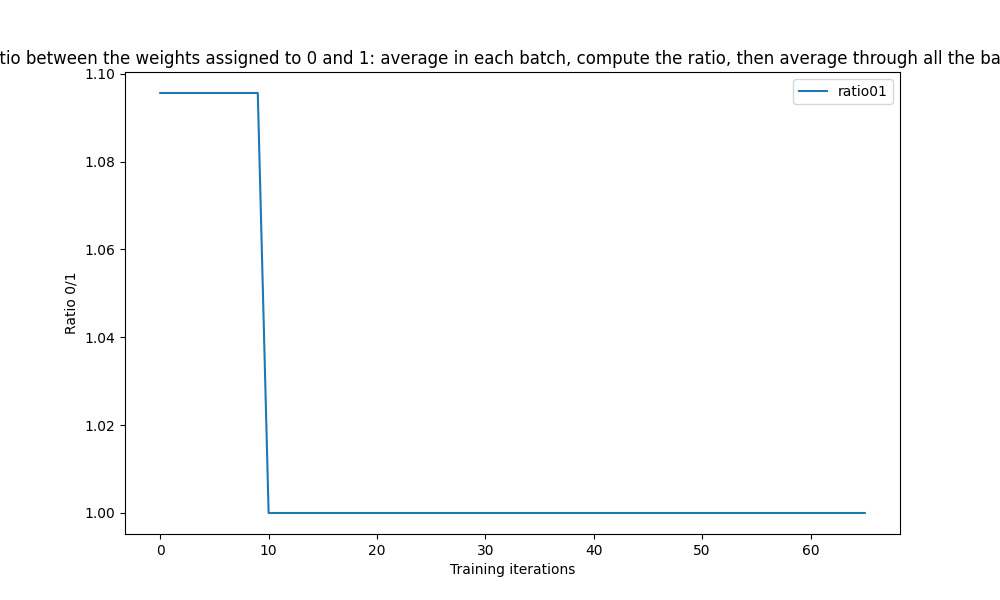 tio between the weights assigned to 0 and 1: average in each batch, compute the ratio, then average through all the ba
1.10
ratio01
1.08
1.06
Ratio 0/1
1.04
1.02
1.00
0 10 20 30 40 50 60
Training iterations